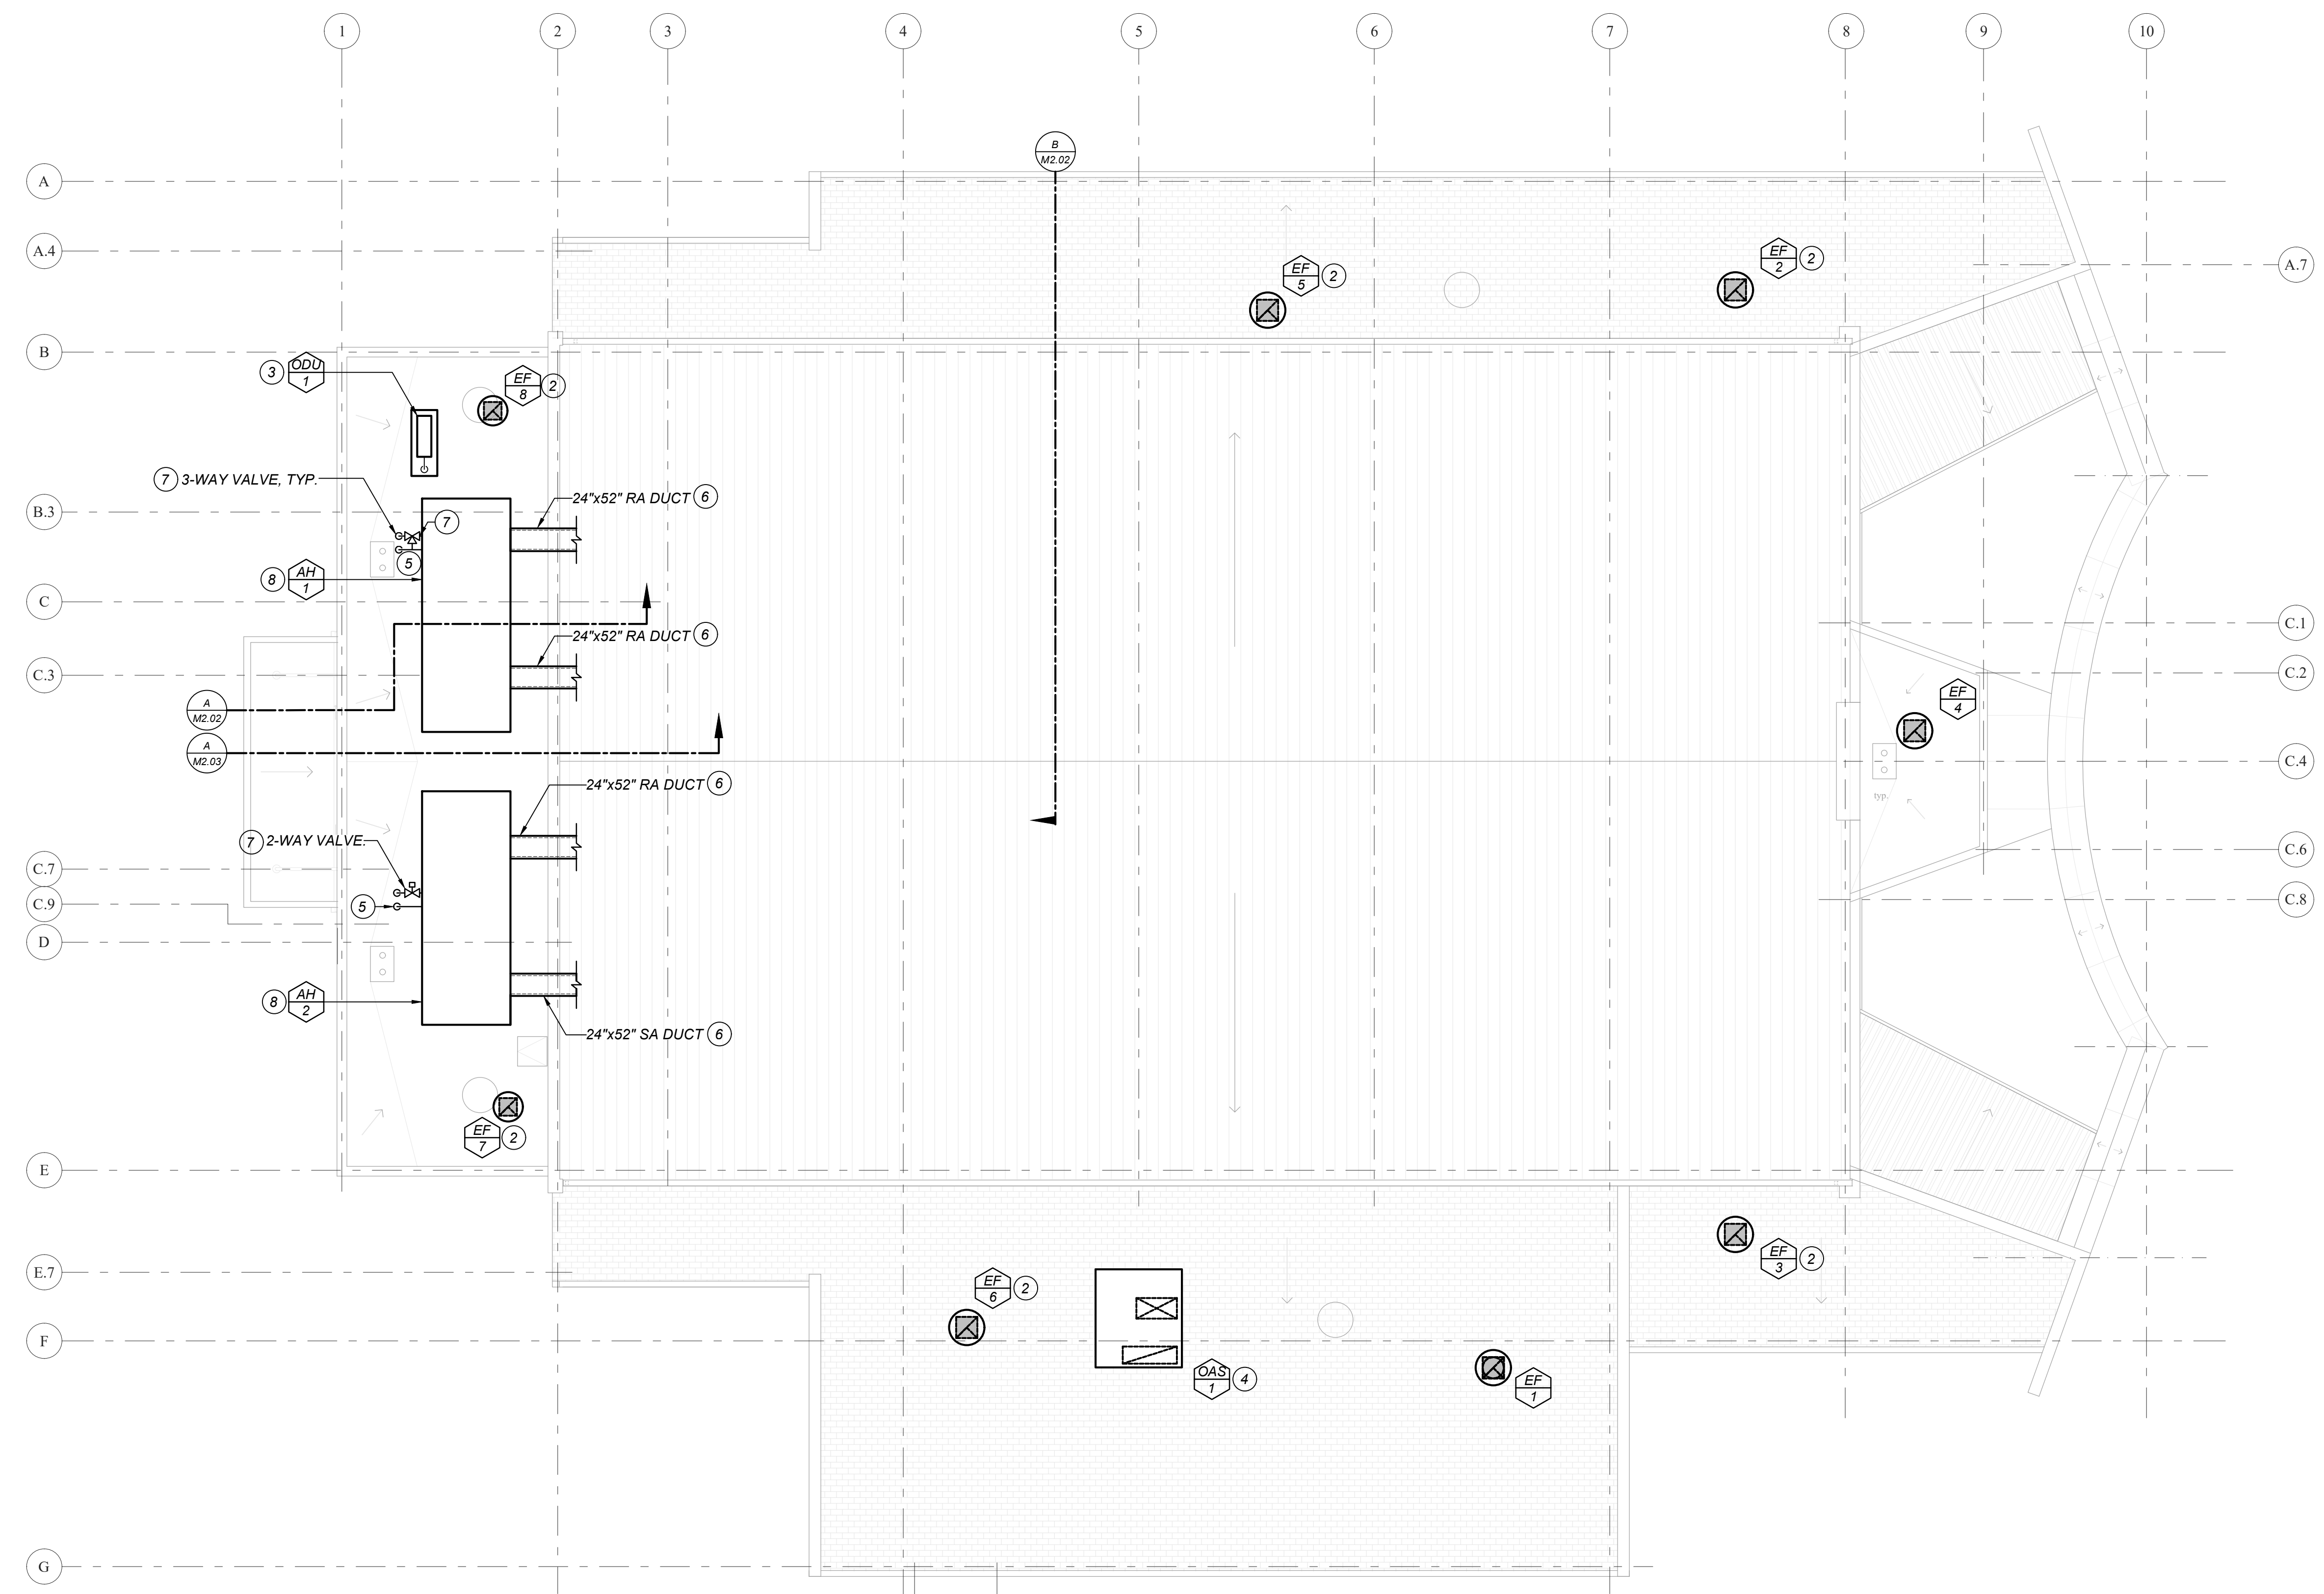 1
2
3
4
5
6
7
8
9
10
B
M2.02
A
A.4
EF
2
2
EF
5
2
A.7
B
3
ODU
1
EF
8
2
7
3-WAY VALVE, TYP.
24"x52" RA DUCT
6
B.3
7
5
8
AH
1
C
24"x52" RA DUCT
6
C.1
C.3
C.2
A
M2.02
EF
4
A
M2.03
C.4
24"x52" RA DUCT
6
typ.
7
2-WAY VALVE.
C.6
C.7
C.9
5
C.8
D
8
AH
2
24"x52" SA DUCT
6
EF
7
2
E
EF
3
2
E.7
EF
6
2
F
OAS
1
4
EF
1
G